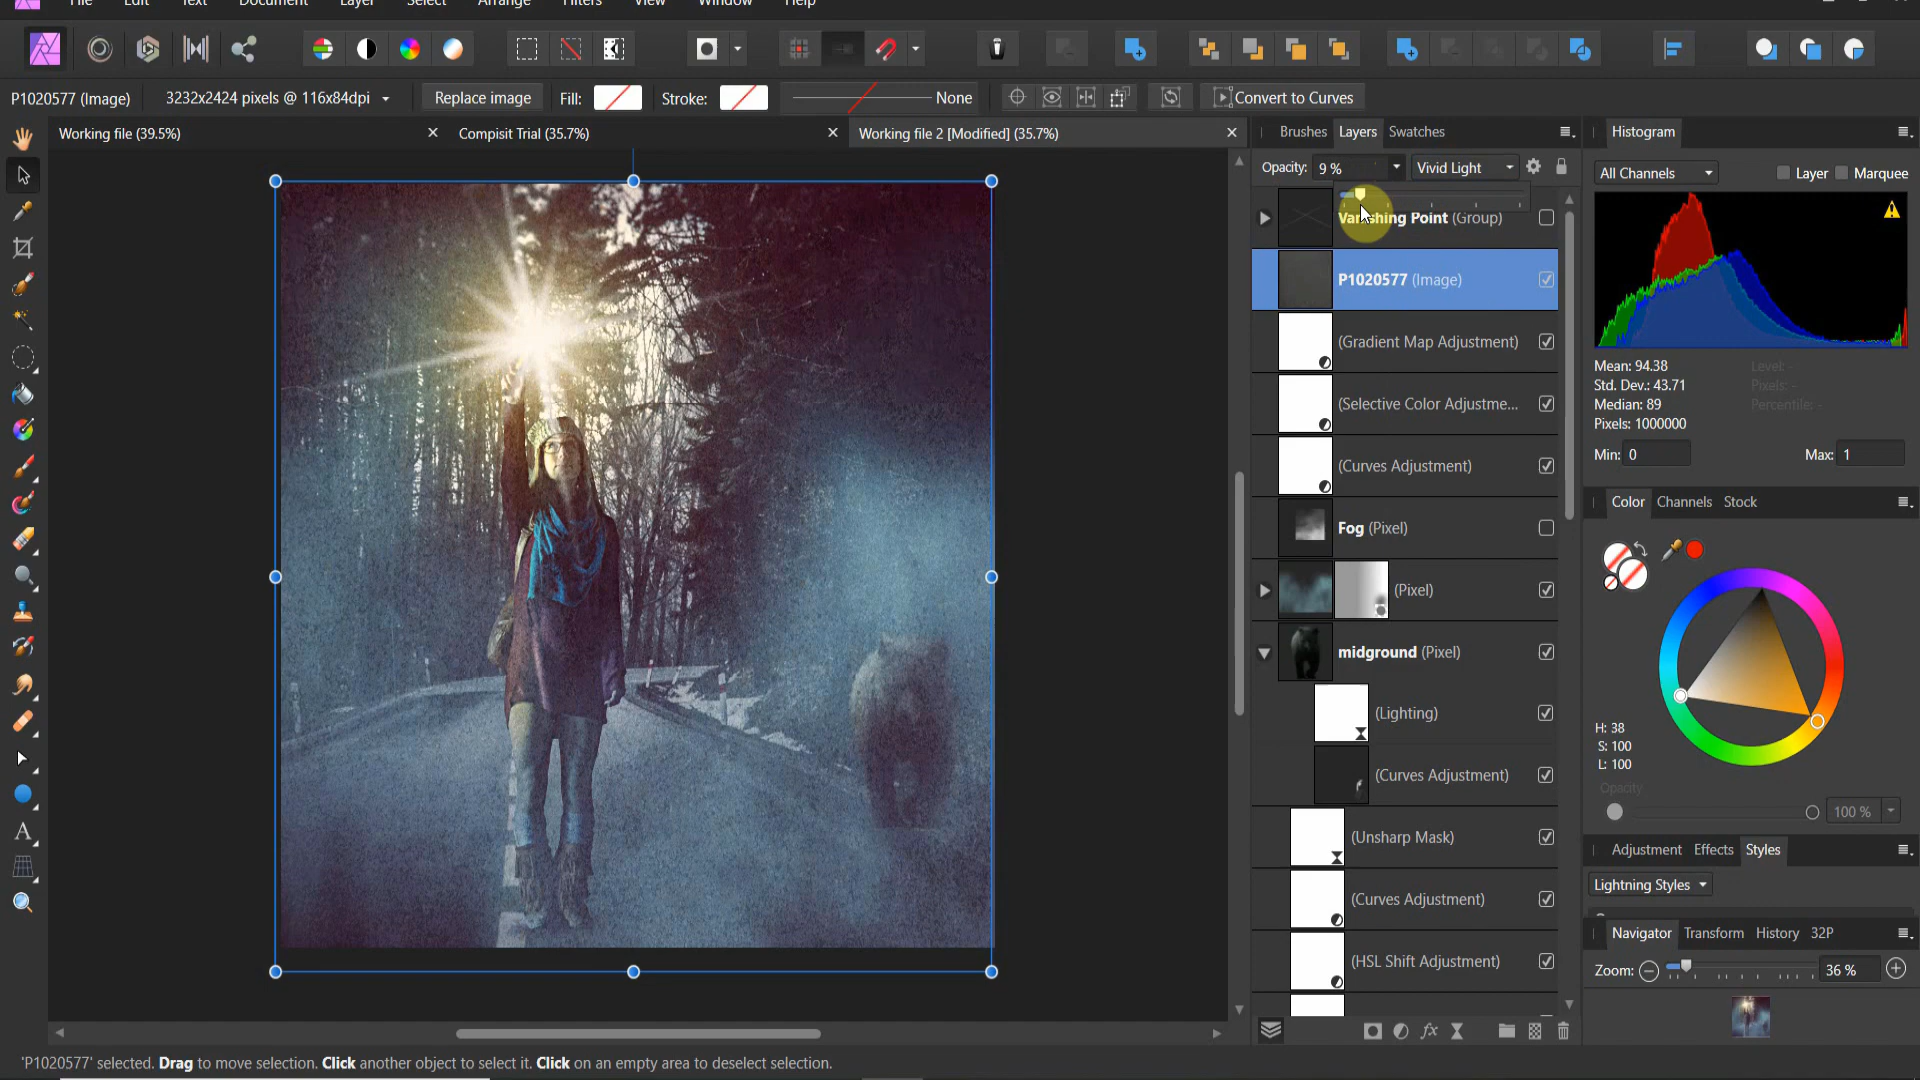 File Edit Text Document Layer Select Arrange Filters View Window Help
P1020577 (Image) 3232x2424 pixels @ 116x84dpi Replace image Fill: Stroke: None Convert to Curves
Working file (39.5%) Compisit Trial (35.7%) Working file 2 [Modified] (35.7%)
Brushes Layers Swatches
Opacity: 9 % Vivid Light
Vanishing Point (Group)
P1020577 (Image)
(Gradient Map Adjustment)
(Selective Color Adjustme...
(Curves Adjustment)
Fog (Pixel)
(Pixel)
midground (Pixel)
(Lighting)
(Curves Adjustment)
(Unsharp Mask)
(Curves Adjustment)
(HSL Shift Adjustment)
Histogram
All Channels Layer Marquee
Mean: 94.38 Level: -
Std. Dev.: 43.71 Pixels: -
Median: 89 Percentile: -
Pixels: 1000000
Min: 0 Max: 1
Color Channels Stock
H: 38
S: 100
L: 100
Opacity
100 %
Adjustment Effects Styles
Lightning Styles
Navigator Transform History 32P
Zoom: 36 %
'P1020577' selected. Drag to move selection. Click another object to select it. Click on an empty area to deselect selection.